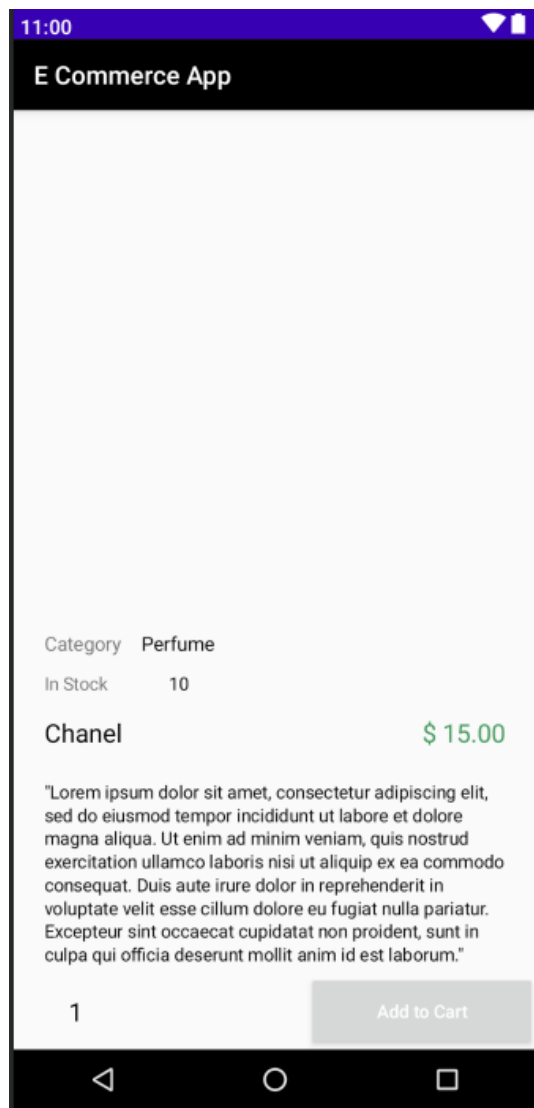 11:00
E Commerce App
Category Perfume
In Stock 10
Chanel $ 15.00
"Lorem ipsum dolor sit amet, consectetur adipiscing elit,
sed do eiusmod tempor incididunt ut labore et dolore
magna aliqua. Ut enim ad minim veniam, quis nostrud
exercitation ullamco laboris nisi ut aliquip ex ea commodo
consequat. Duis aute irure dolor in reprehenderit in
voluptate velit esse cillum dolore eu fugiat nulla pariatur.
Excepteur sint occaecat cupidatat non proident, sunt in
culpa qui officia deserunt mollit anim id est laborum."
1 Add to Cart